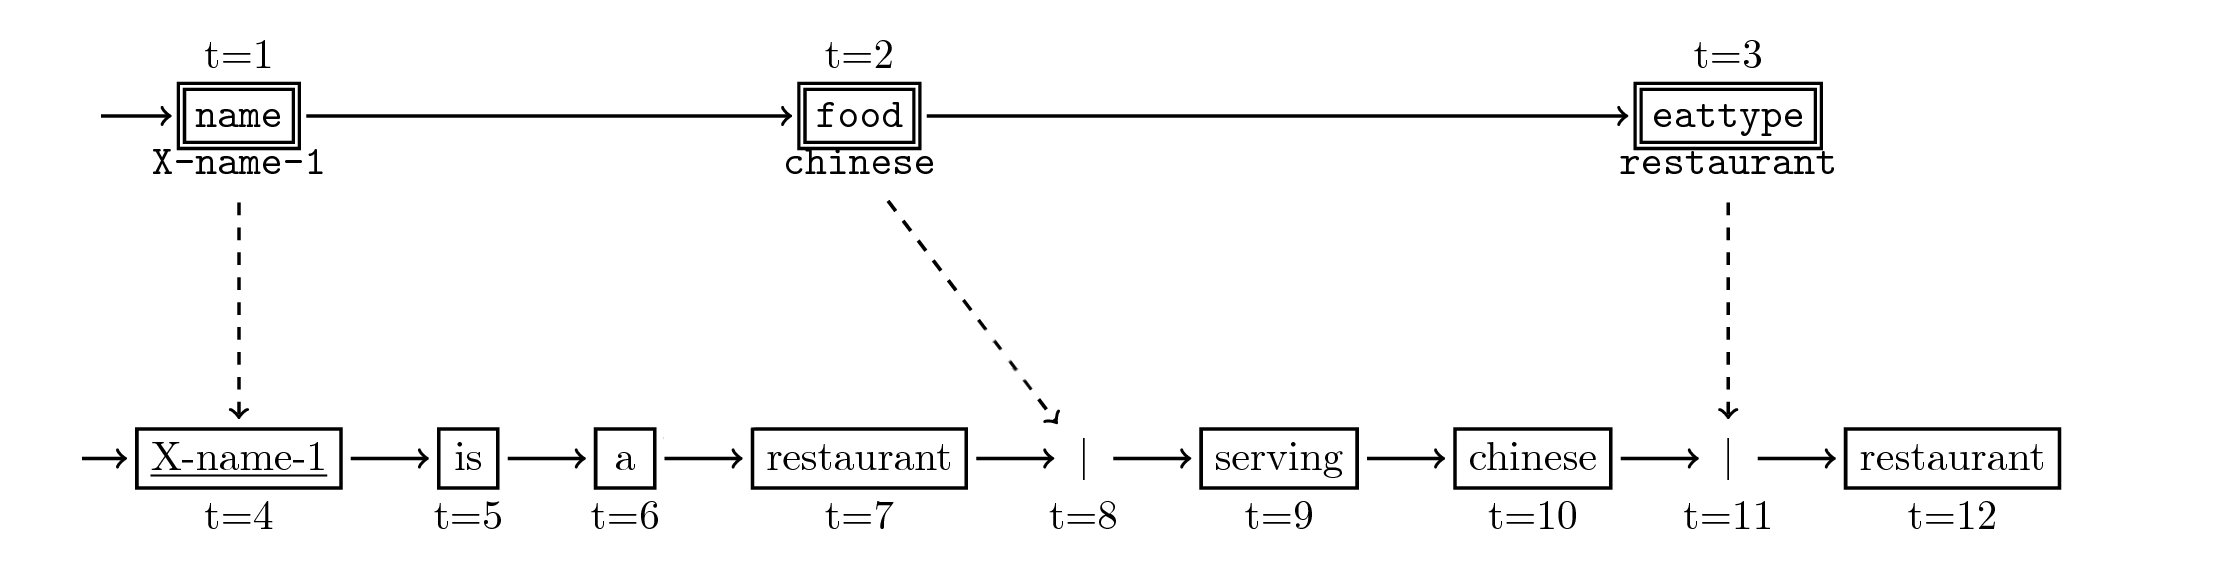 t=1 t=2 t=3
name food eattype
X-name-1 chinese restaurant
X-name-1 is a restaurant | serving chinese | restaurant
t=4 t=5 t=6 t=7 t=8 t=9 t=10 t=11 t=12